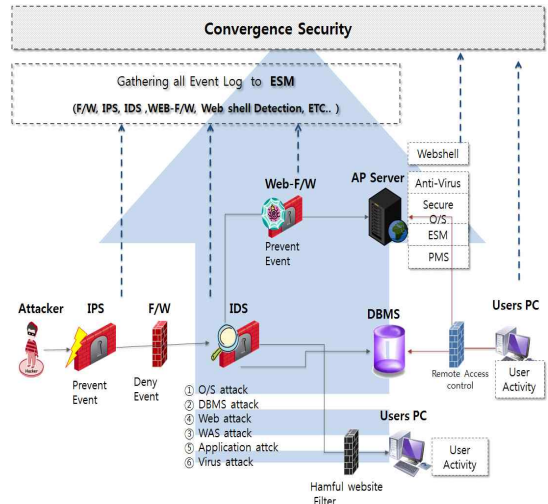 Convergence Security
Gathering all Event Log to ESM
(F/W, IPS, IDS ,WEB-F/W, Web shell Detection, ETC.. )
Webshell
Web-F/W
AP Server
Anti-Virus
Secure
O/S
ESM
PMS
Prevent
Event
Attacker
IPS
F/W
IDS
DBMS
Users PC
Hacker
Prevent
Event
Deny
Event
Remote Access
control
User
Activity
① O/S attack
② DBMS attack
④ Web attack
③ WAS attack
⑤ Application attck
⑥ Virus attack
Users PC
User
Activity
Hamful website
Filter